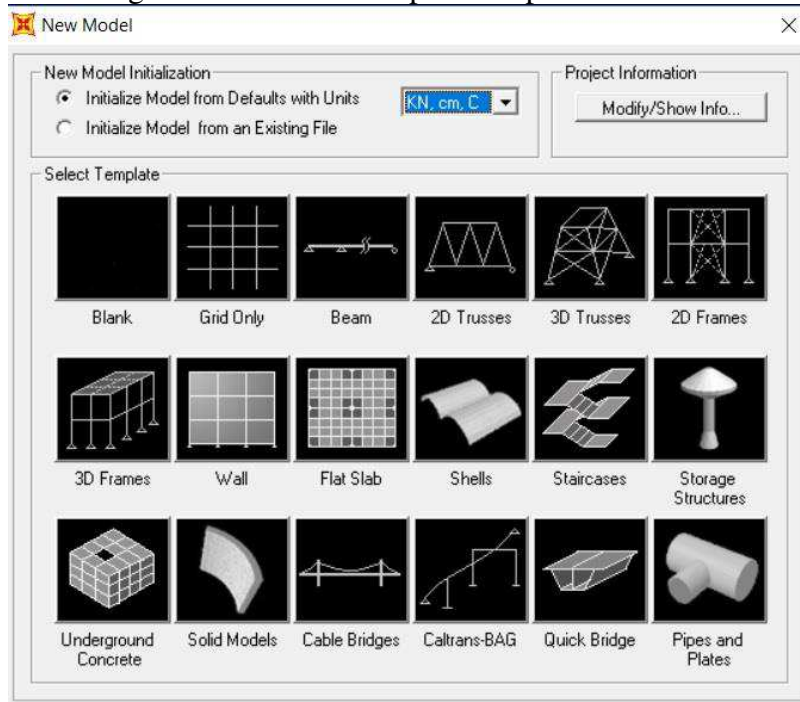 New Model
New Model Initialization
Project Information
Initialize Model from Defaults with Units
KN, cm, C
Modify/Show Info...
Initialize Model from an Existing File
Select Template
Blank
Grid Only
Beam
2D Trusses
3D Trusses
2D Frames
3D Frames
Wall
Flat Slab
Shells
Staircases
Storage
Structures
Underground
Concrete
Solid Models
Cable Bridges
Caltrans-BAG
Quick Bridge
Pipes and
Plates